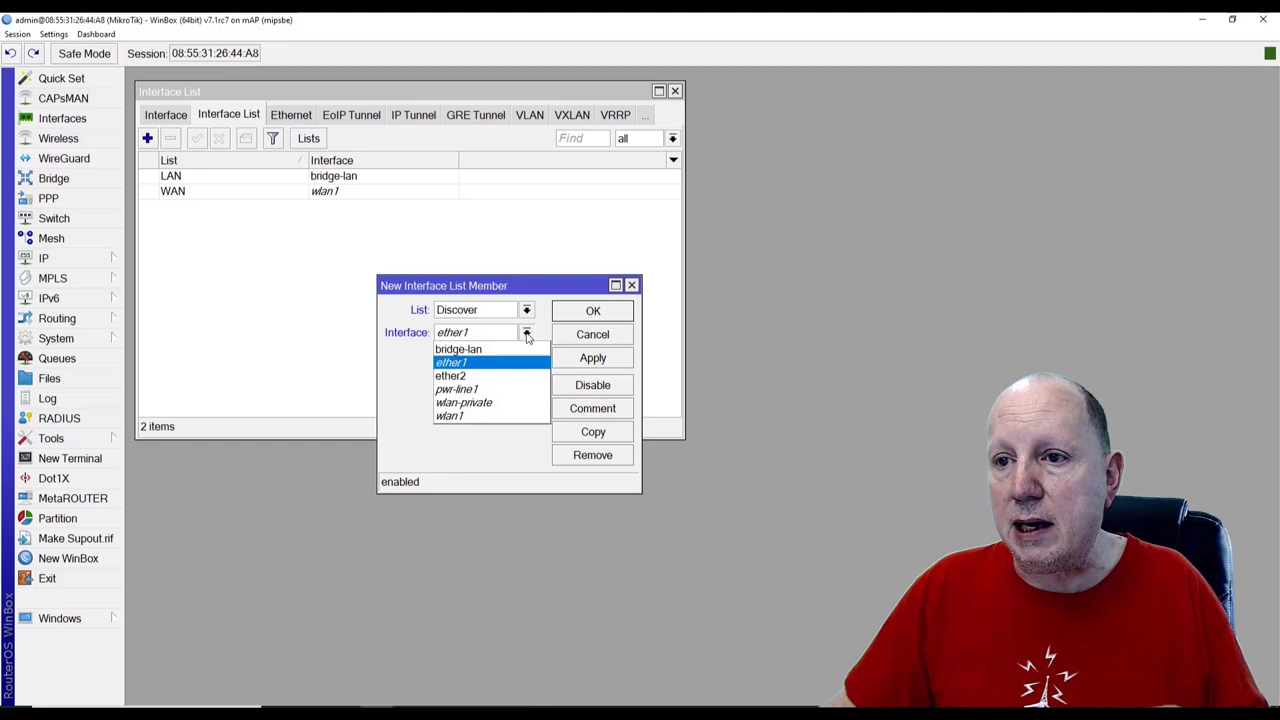 admin@08:55:31:26:44:A8 (MikroTik) - WinBox (64bit) v7.1rc7 on mAP (mipsbe)
Session Settings Dashboard
Safe Mode Session: 08:55:31:26:44:A8
Quick Set
CAPsMAN
Interfaces
Wireless
WireGuard
Bridge
PPP
Switch
Mesh
IP
MPLS
IPv6
Routing
System
Queues
Files
Log
RADIUS
Tools
New Terminal
Dot1X
MetaROUTER
Partition
Make Supout.rif
New WinBox
Exit
Windows
RouterOS WinBox
Interface List
Interface Interface List Ethernet EoIP Tunnel IP Tunnel GRE Tunnel VLAN VXLAN VRRP ...
Lists Find all
List Interface
LAN bridge-lan
WAN wlan1
2 items
New Interface List Member
List: Discover
Interface: ether1
bridge-lan
ether1
ether2
pwr-line1
wlan-private
wlan1
OK
Cancel
Apply
Disable
Comment
Copy
Remove
enabled